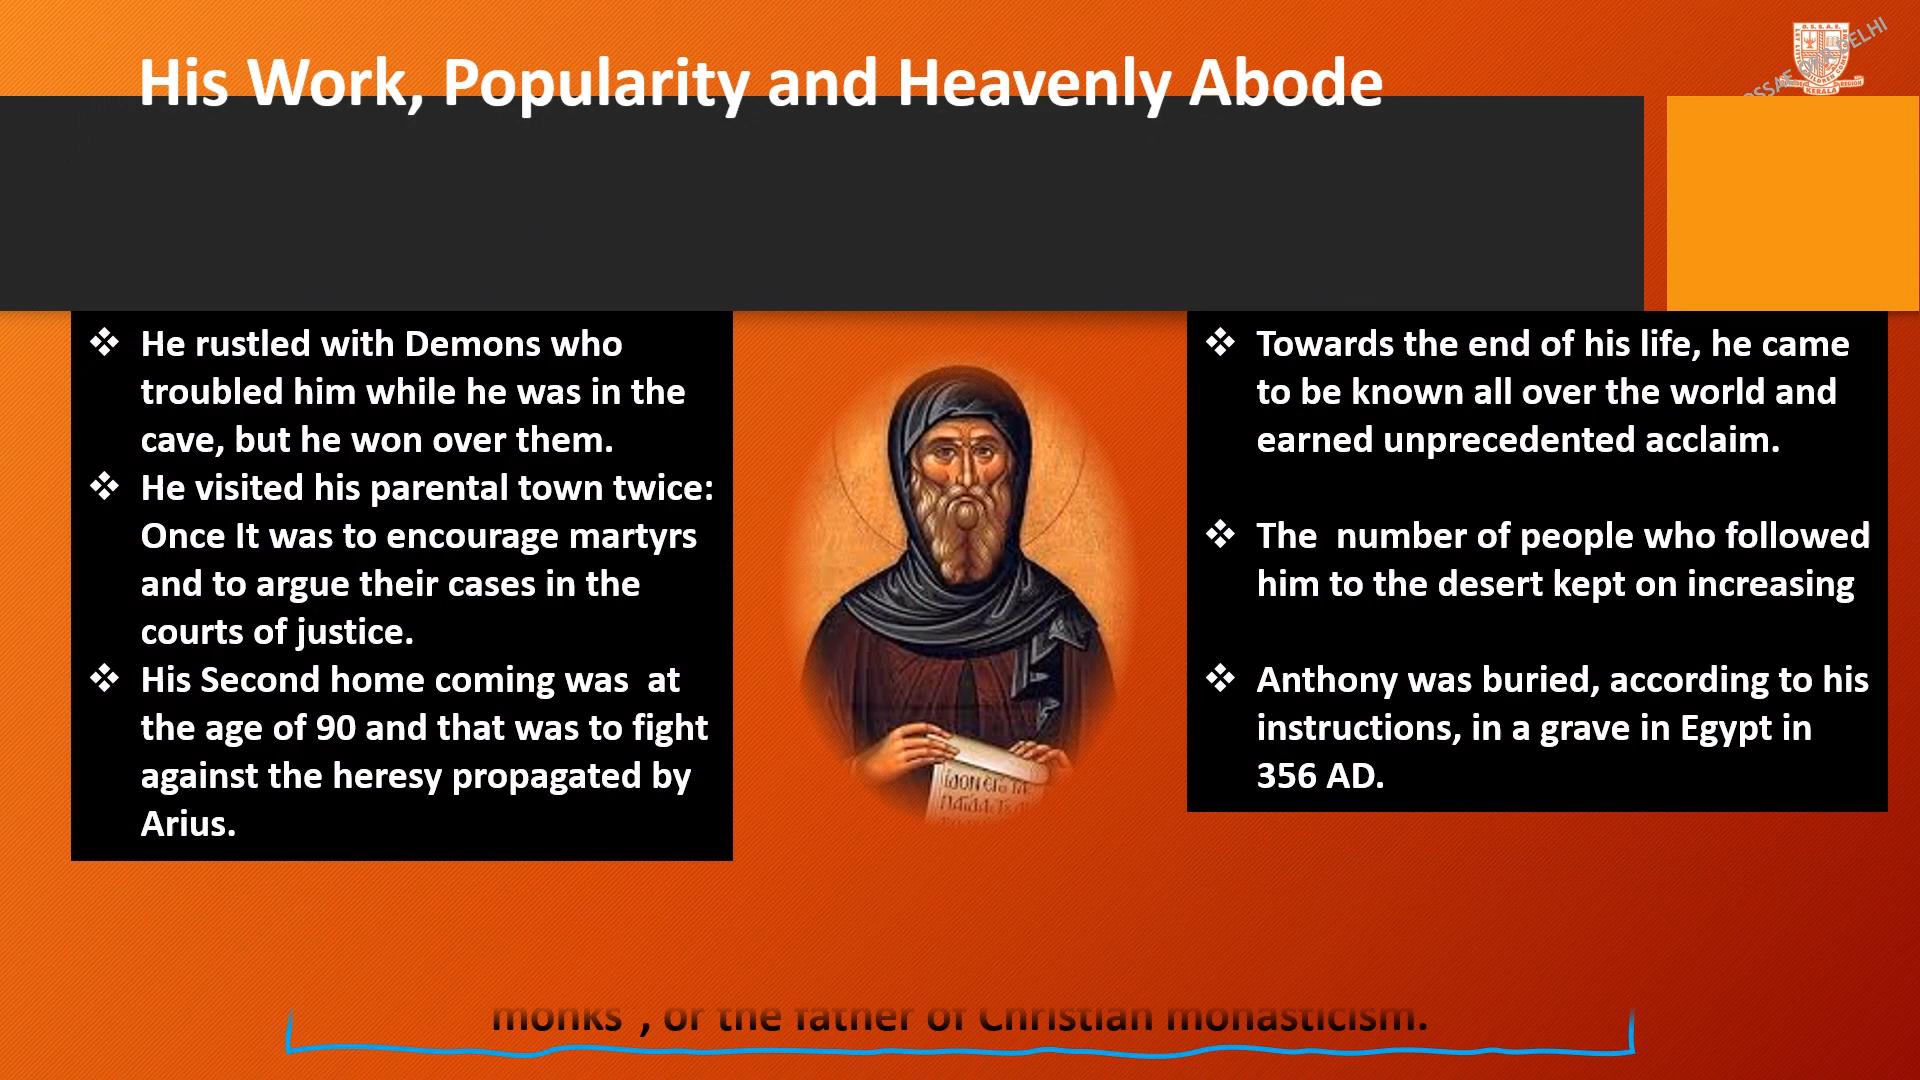 His Work, Popularity and Heavenly Abode
OSSAE OKR DELHI
O.S.S.A.E.
KERALA REGION
❖ He rustled with Demons who
troubled him while he was in the
cave, but he won over them.
❖ He visited his parental town twice:
Once It was to encourage martyrs
and to argue their cases in the
courts of justice.
❖ His Second home coming was at
the age of 90 and that was to fight
against the heresy propagated by
Arius.
❖ Towards the end of his life, he came
to be known all over the world and
earned unprecedented acclaim.
❖ The number of people who followed
him to the desert kept on increasing
❖ Anthony was buried, according to his
instructions, in a grave in Egypt in
356 AD.
monks , or the father of Christian monasticism.